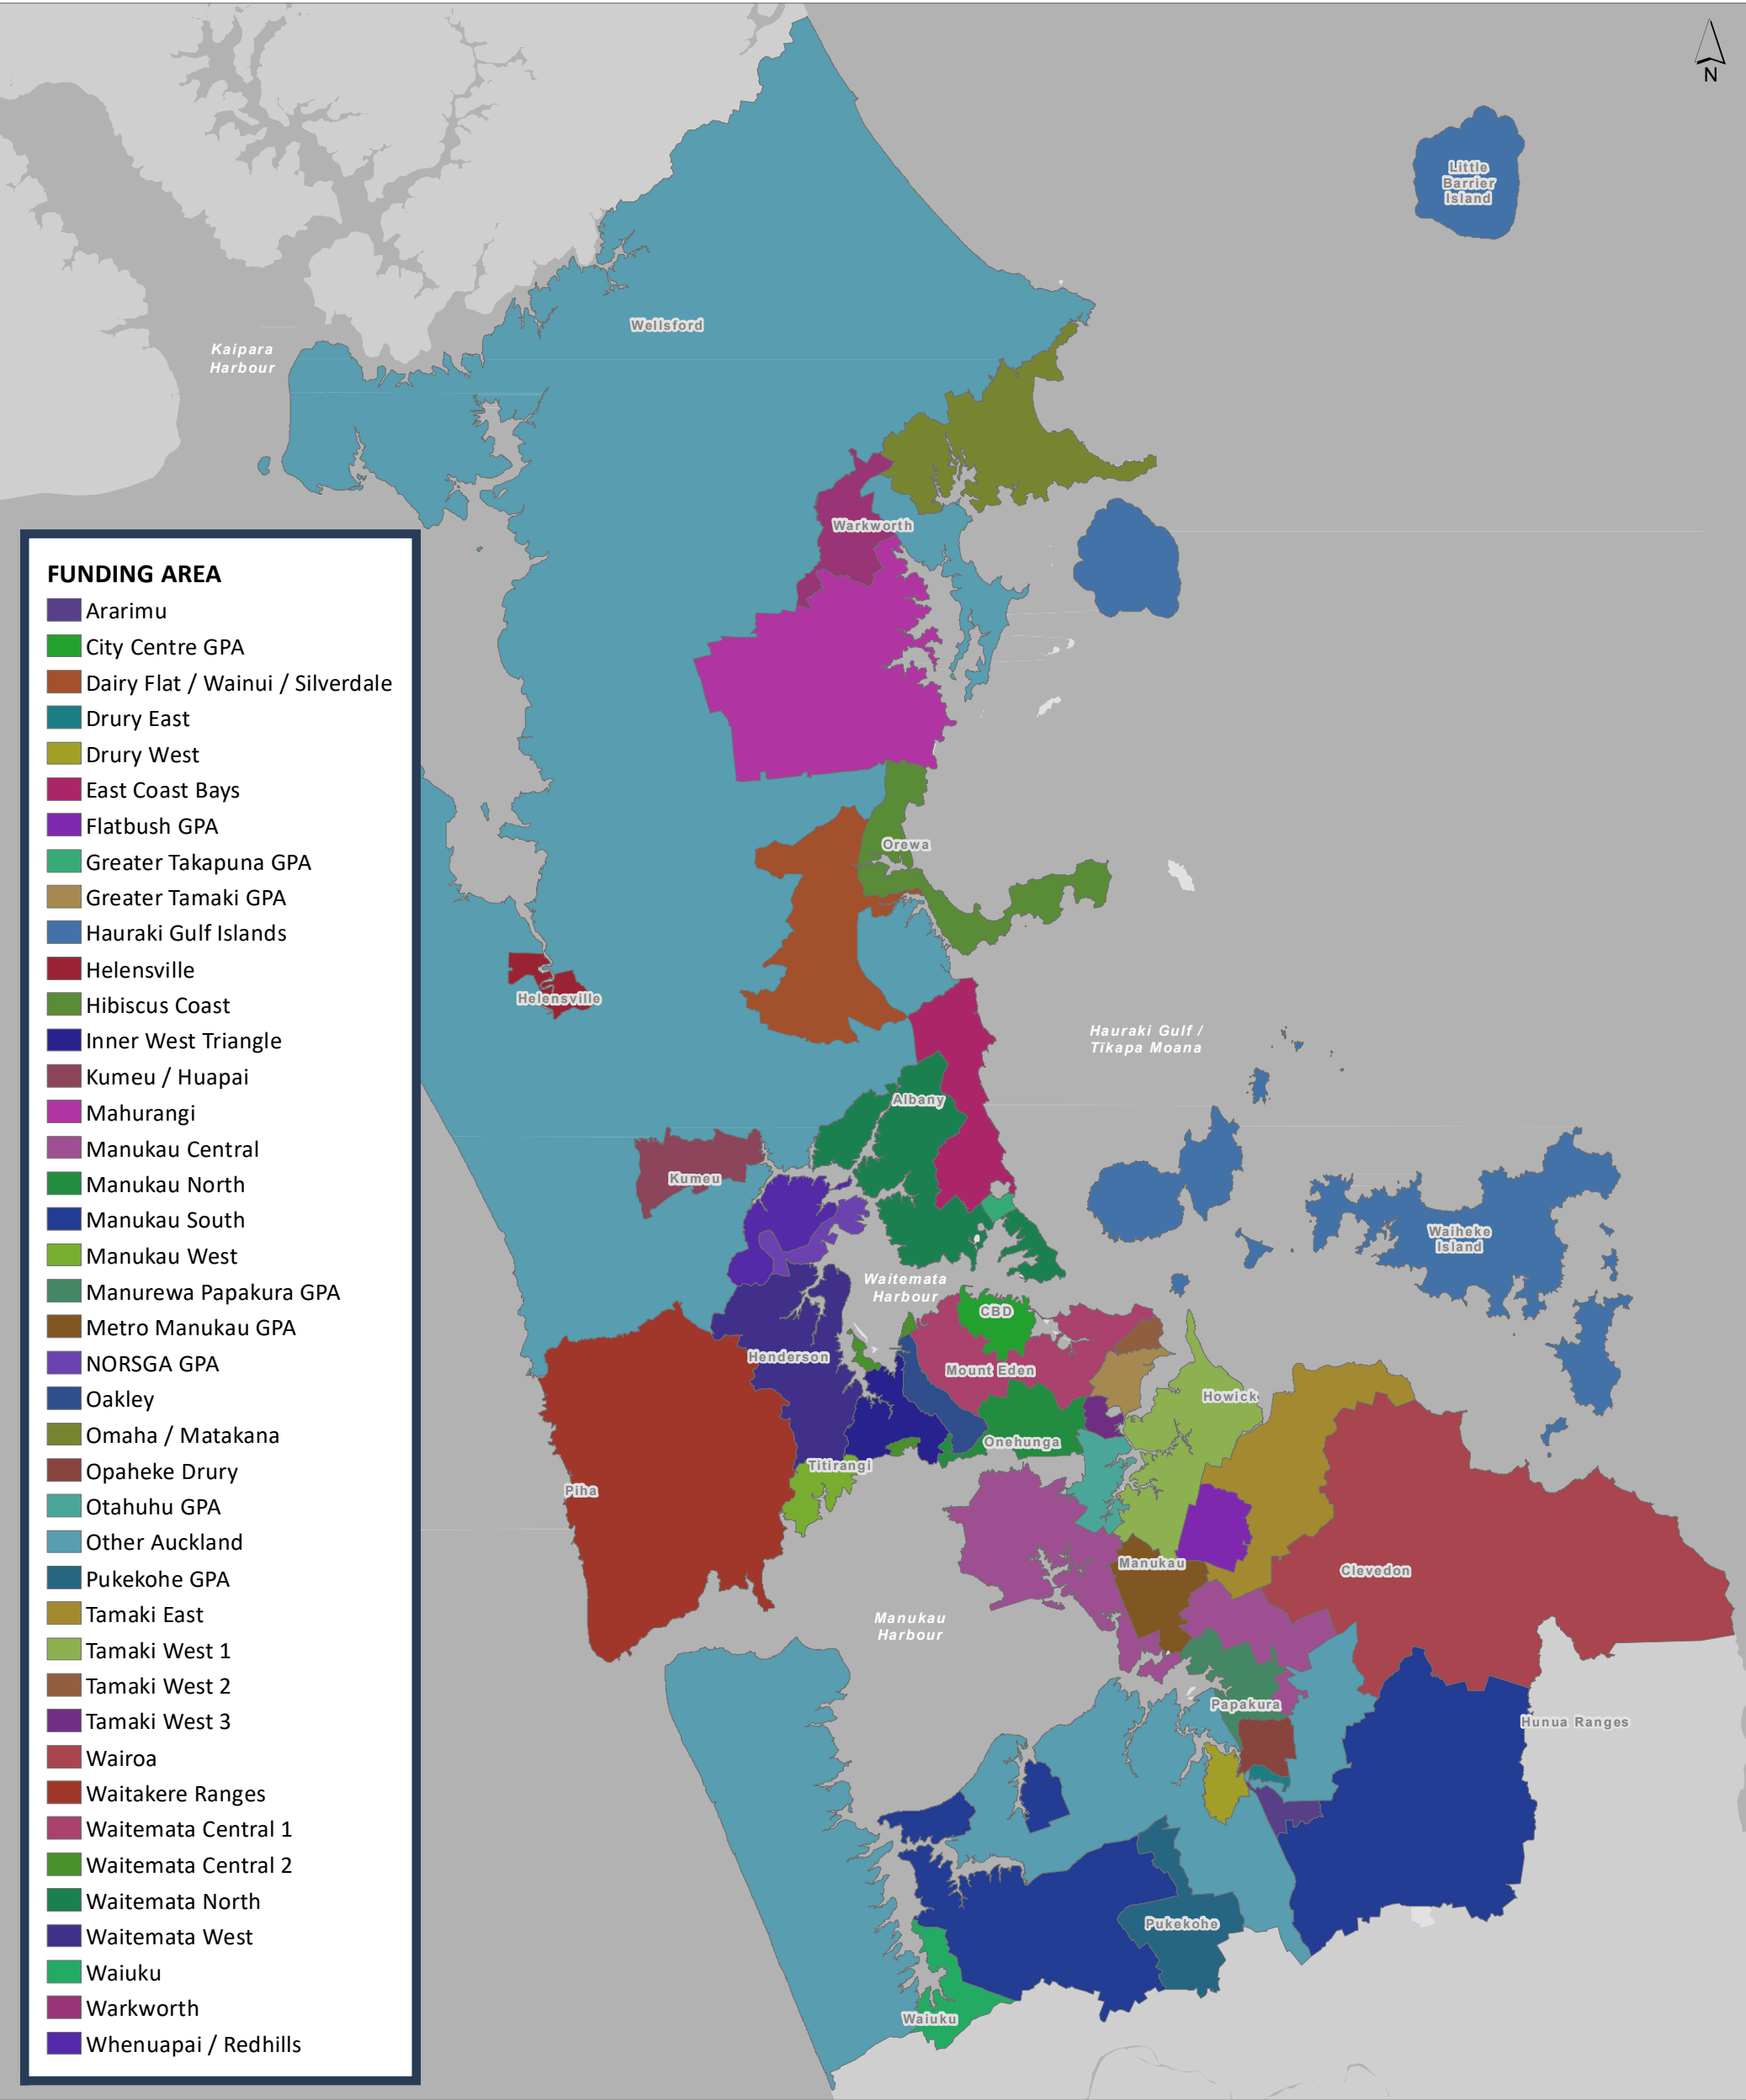 N
Little
Barrier
Island
Wellsford
Kaipara
Harbour
Warkworth
Orewa
Helensville
Hauraki Gulf /
Tīkapa Moana
Albany
Kumeu
Waiheke
Island
Waitemata
Harbour
CBD
Henderson
Mount Eden
Howick
Onehunga
Titirangi
Piha
Manukau
Clevedon
Manukau
Harbour
Papakura
Hunua Ranges
Pukekohe
Waiuku
FUNDING AREA
Ararimu
City Centre GPA
Dairy Flat / Wainui / Silverdale
Drury East
Drury West
East Coast Bays
Flatbush GPA
Greater Takapuna GPA
Greater Tamaki GPA
Hauraki Gulf Islands
Helensville
Hibiscus Coast
Inner West Triangle
Kumeu / Huapai
Mahurangi
Manukau Central
Manukau North
Manukau South
Manukau West
Manurewa Papakura GPA
Metro Manukau GPA
NORSGA GPA
Oakley
Omaha / Matakana
Opaheke Drury
Otahuhu GPA
Other Auckland
Pukekohe GPA
Tamaki East
Tamaki West 1
Tamaki West 2
Tamaki West 3
Wairoa
Waitakere Ranges
Waitemata Central 1
Waitemata Central 2
Waitemata North
Waitemata West
Waiuku
Warkworth
Whenuapai / Redhills